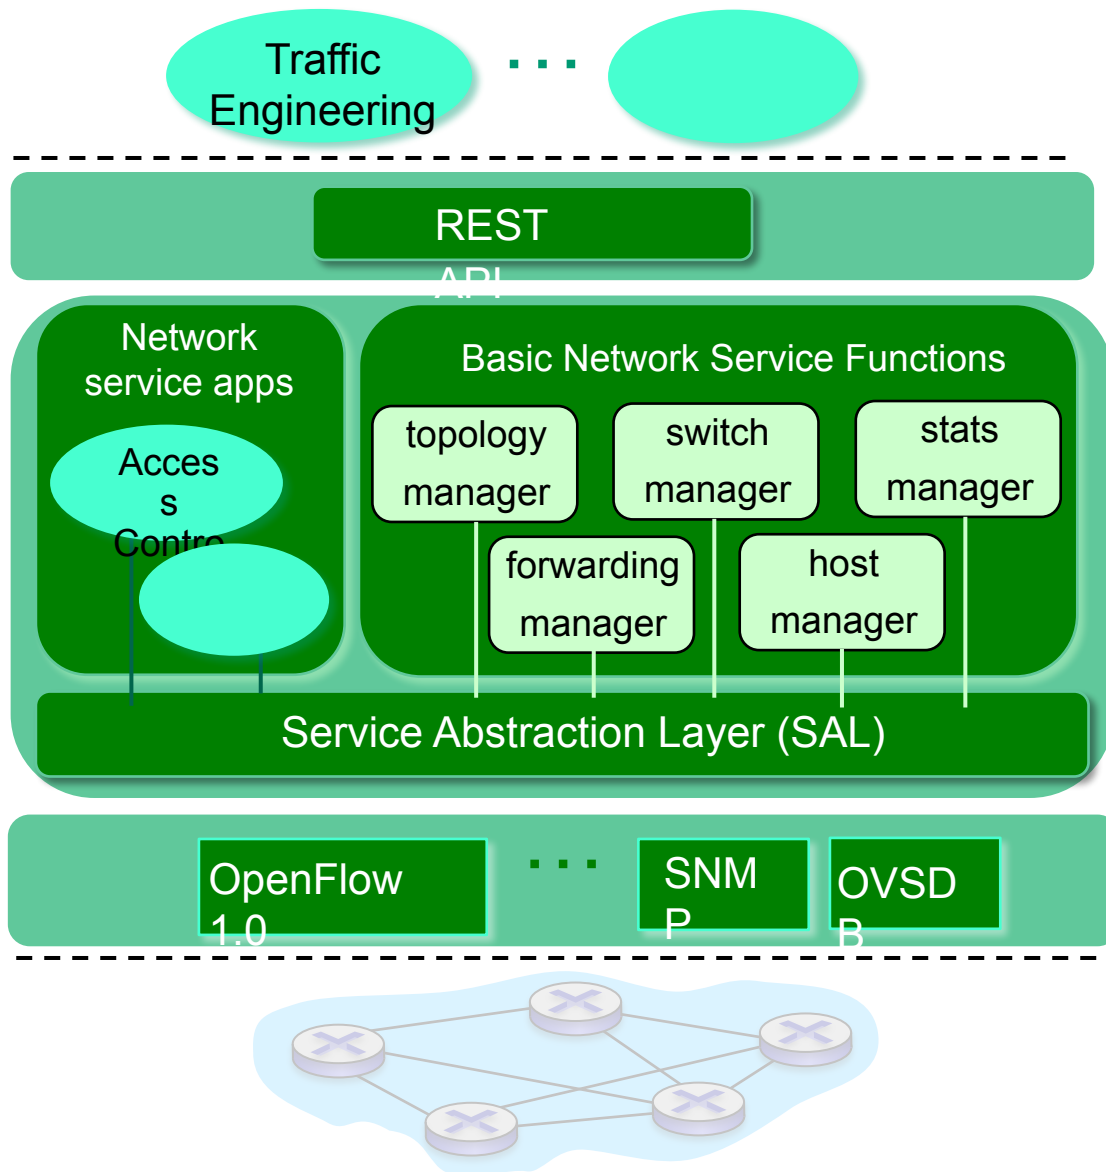 Traffic
Engineering
. . .
REST
API
Network
service apps
Basic Network Service Functions
topology
manager
switch
manager
stats
manager
Acces
s
Contro
forwarding
manager
host
manager
Service Abstraction Layer (SAL)
OpenFlow
1.0
. . .
SNM
P
OVSD
B